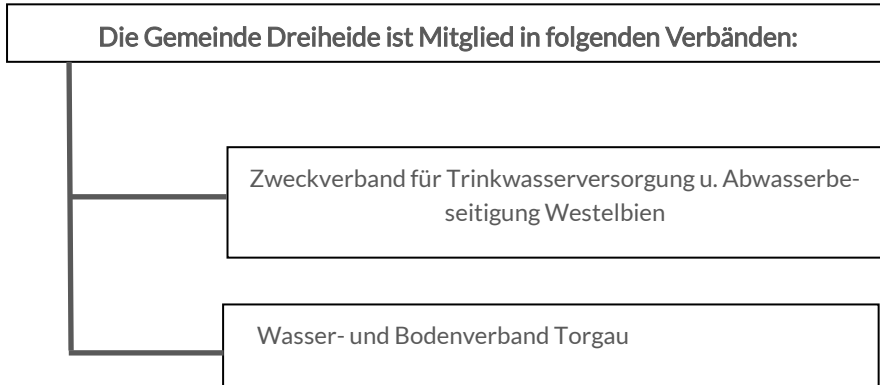 Die Gemeinde Dreiheide ist Mitglied in folgenden Verbänden:
Zweckverband für Trinkwasserversorgung u. Abwasserbe-
seitigung Westelbien
Wasser- und Bodenverband Torgau